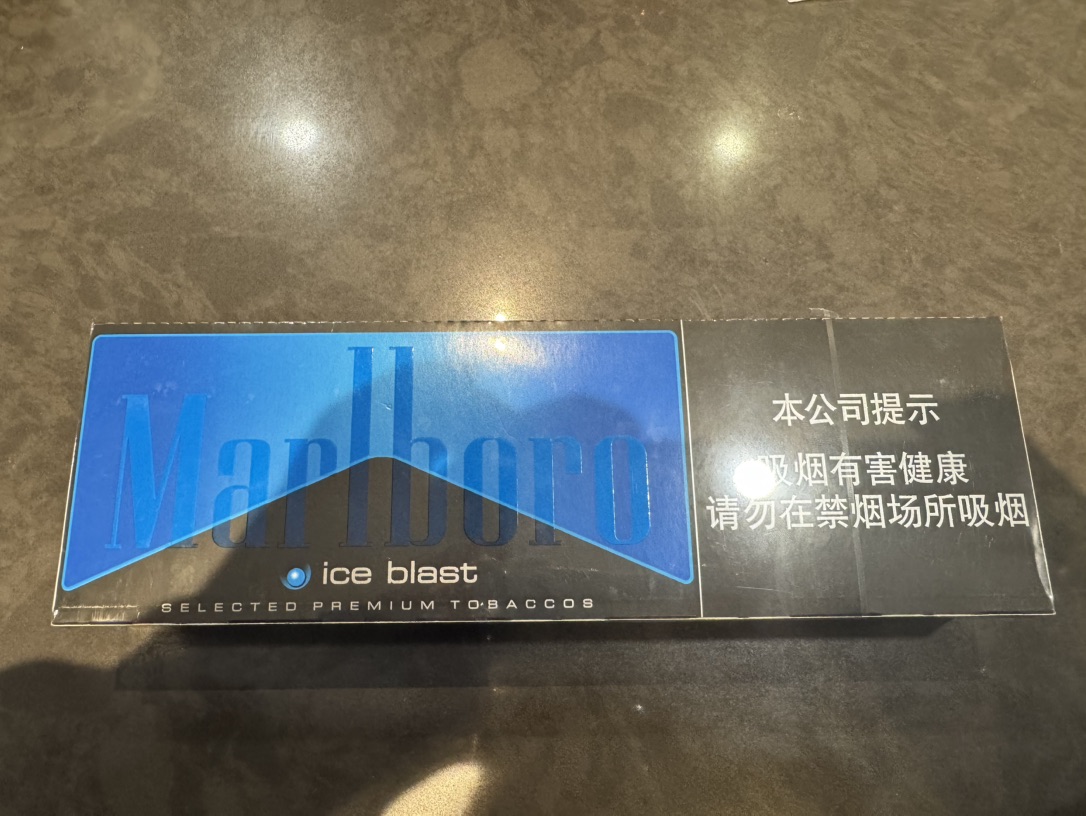 Marlboro
ice blast
SELECTED PREMIUM TOBACCOS
本公司提示
吸烟有害健康
请勿在禁烟场所吸烟